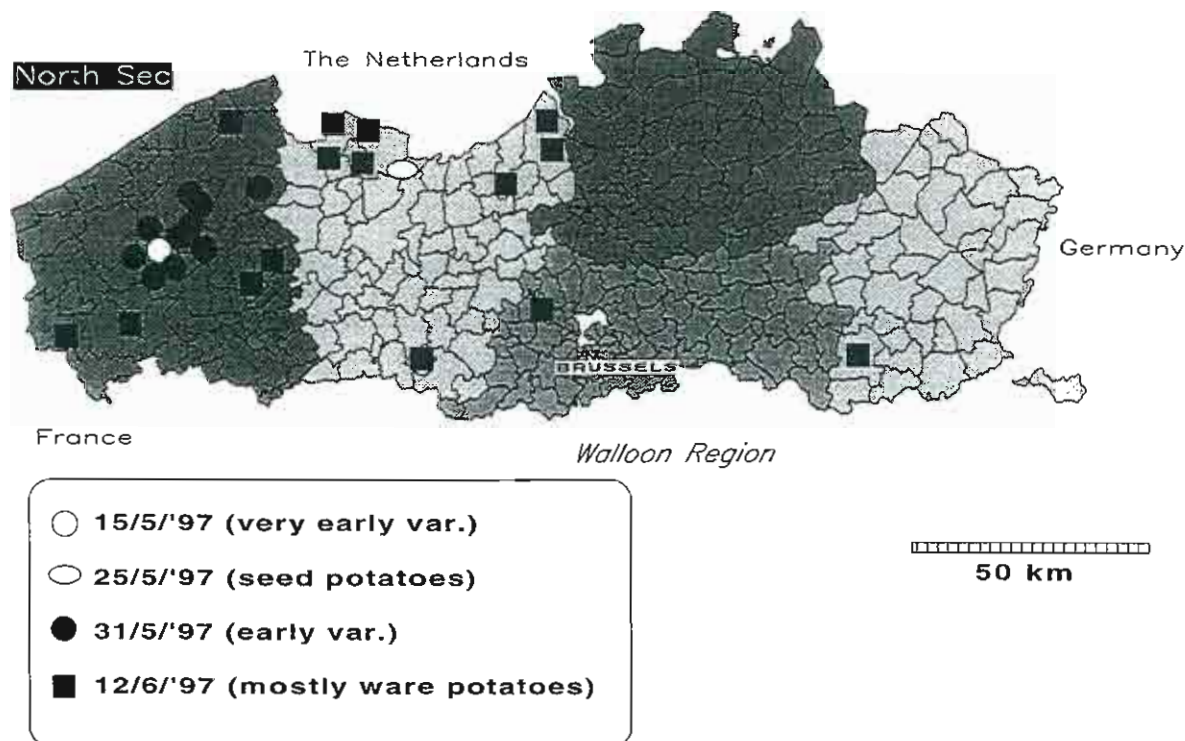 The Netherlands
North Sea
Germany
BRUSSELS
France
Walloon Region
15/5/'97 (very early var.)
25/5/'97 (seed potatoes)
31/5/'97 (early var.)
12/6/'97 (mostly ware potatoes)
50 km